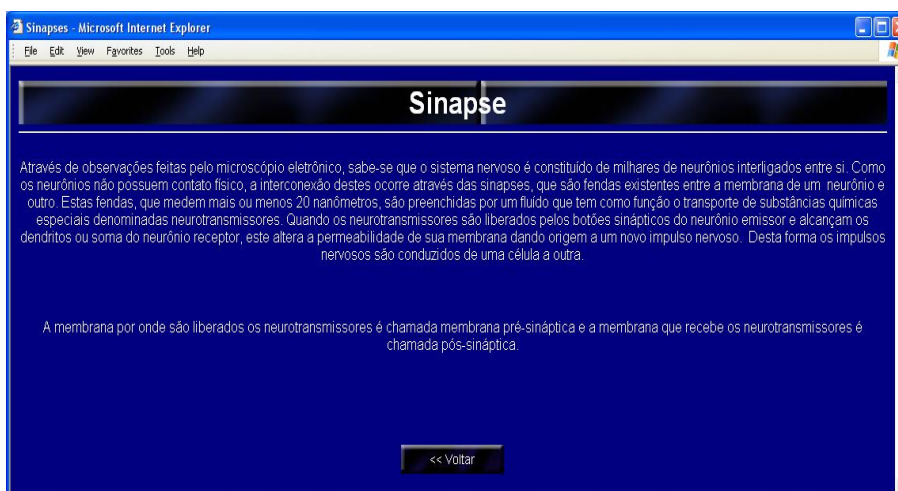 Sinapses - Microsoft Internet Explorer
File Edit View Favorites Tools Help
Sinapse
Através de observações feitas pelo microscópio eletrônico, sabe-se que o sistema nervoso é constituído de milhares de neurônios interligados entre si. Como
os neurônios não possuem contato físico, a interconexão destes ocorre através das sinapses, que são fendas existentes entre a membrana de um neurônio e
outro. Estas fendas, que medem mais ou menos 20 nanômetros, são preenchidas por um fluído que tem como função o transporte de substâncias químicas
especiais denominadas neurotransmissores. Quando os neurotransmissores são liberados pelos botões sinápticos do neurônio emissor e alcançam os
dendritos ou soma do neurônio receptor, este altera a permeabilidade de sua membrana dando origem a um novo impulso nervoso. Desta forma os impulsos
nervosos são conduzidos de uma célula a outra.
A membrana por onde são liberados os neurotransmissores é chamada membrana pré-sináptica e a membrana que recebe os neurotransmissores é
chamada pós-sináptica.
<< Voltar